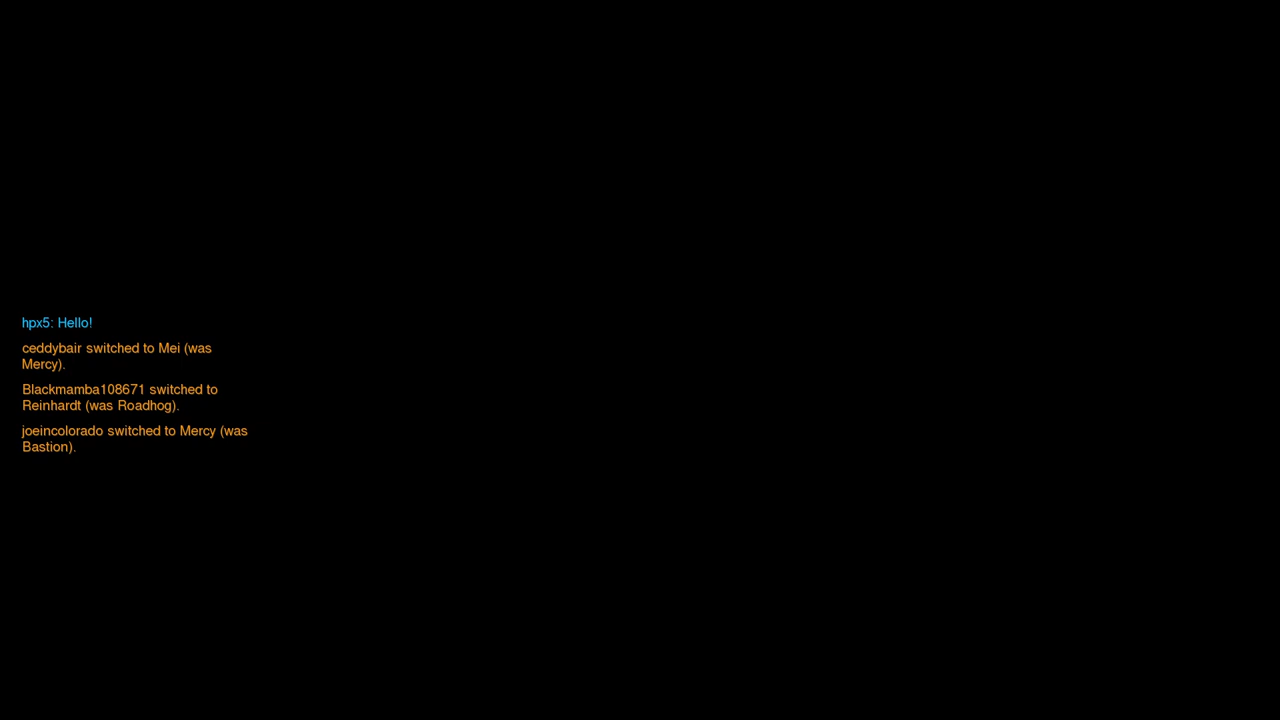 hpx5: Hello!
ceddybair switched to Mei (was
Mercy).
Blackmamba108671 switched to
Reinhardt (was Roadhog).
joeincolorado switched to Mercy (was
Bastion).